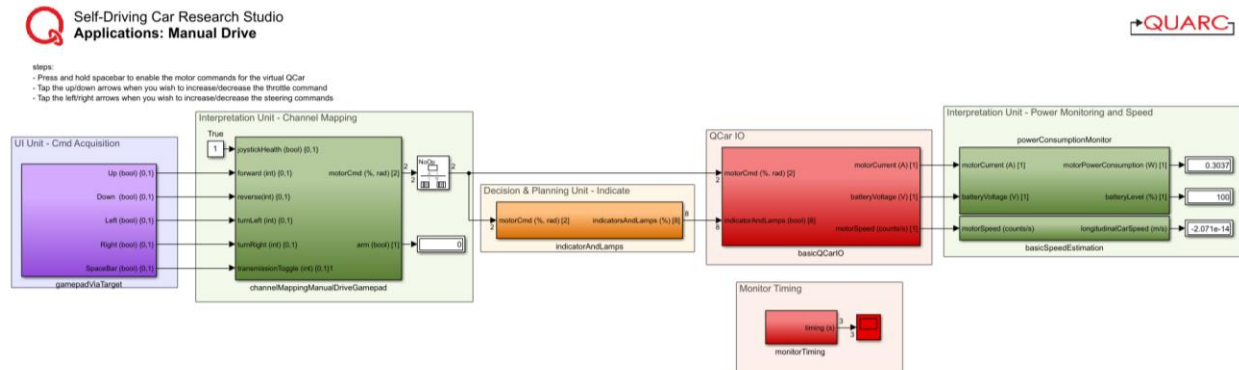 Self-Driving Car Research Studio
Applications: Manual Drive
QUARC
steps:
- Press and hold spacebar to enable the motor commands for the virtual QCar
- Tap the up/down arrows when you wish to increase/decrease the throttle command
- Tap the left/right arrows when you wish to increase/decrease the steering commands
UI Unit - Cmd Acquisition
Up (bool) {0,1}
Down (bool) {0,1}
Left (bool) {0,1}
Right (bool) {0,1}
SpaceBar (bool) {0,1}
gamepadViaTarget
Interpretation Unit - Channel Mapping
True
1
joystickHealth (bool) {0,1}
forward (int) {0,1}
reverse(int) {0,1}
turnLeft (int) {0,1}
turnRight (int) {0,1}
transmissionToggle (int) {0,1}1
motorCmd (%, rad) [2]
arm (bool) [1]
channelMappingManualDriveGamepad
2
2
NoOp
2
0
Decision & Planning Unit - Indicate
motorCmd (%, rad) [2]
2
indicatorsAndLamps (%) [8]
8
indicatorAndLamps
QCar IO
motorCmd (%, rad) [2]
2
indicatorAndLamps (bool) [8]
8
motorCurrent (A) [1]
batteryVoltage (V) [1]
motorSpeed (counts/s) [1]
basicQCarIO
Interpretation Unit - Power Monitoring and Speed
powerConsumptionMonitor
motorCurrent (A) [1]
motorPowerConsumption (W) [1]
0.3037
batteryVoltage (V) [1]
batteryLevel (%) [1]
100
motorSpeed (counts/s)
longitudinalCarSpeed (m/s)
-2.071e-14
basicSpeedEstimation
Monitor Timing
timing (s)
3
3
monitorTiming